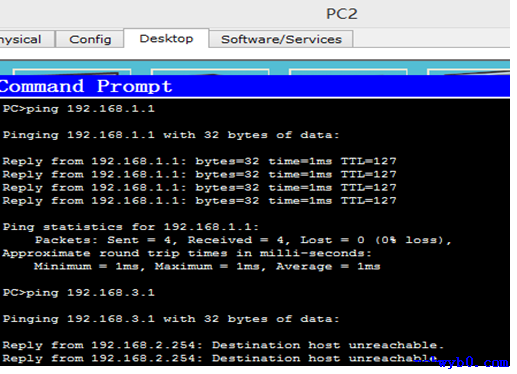 PC2
hysical Config Desktop Software/Services
Command Prompt
PC>ping 192.168.1.1
Pinging 192.168.1.1 with 32 bytes of data:
Reply from 192.168.1.1: bytes=32 time=1ms TTL=127
Reply from 192.168.1.1: bytes=32 time=1ms TTL=127
Reply from 192.168.1.1: bytes=32 time=1ms TTL=127
Reply from 192.168.1.1: bytes=32 time=1ms TTL=127
Ping statistics for 192.168.1.1:
Packets: Sent = 4, Received = 4, Lost = 0 (0% loss),
Approximate round trip times in milli-seconds:
Minimum = 1ms, Maximum = 1ms, Average = 1ms
PC>ping 192.168.3.1
Pinging 192.168.3.1 with 32 bytes of data:
Reply from 192.168.2.254: Destination host unreachable.
Reply from 192.168.2.254: Destination host unreachable